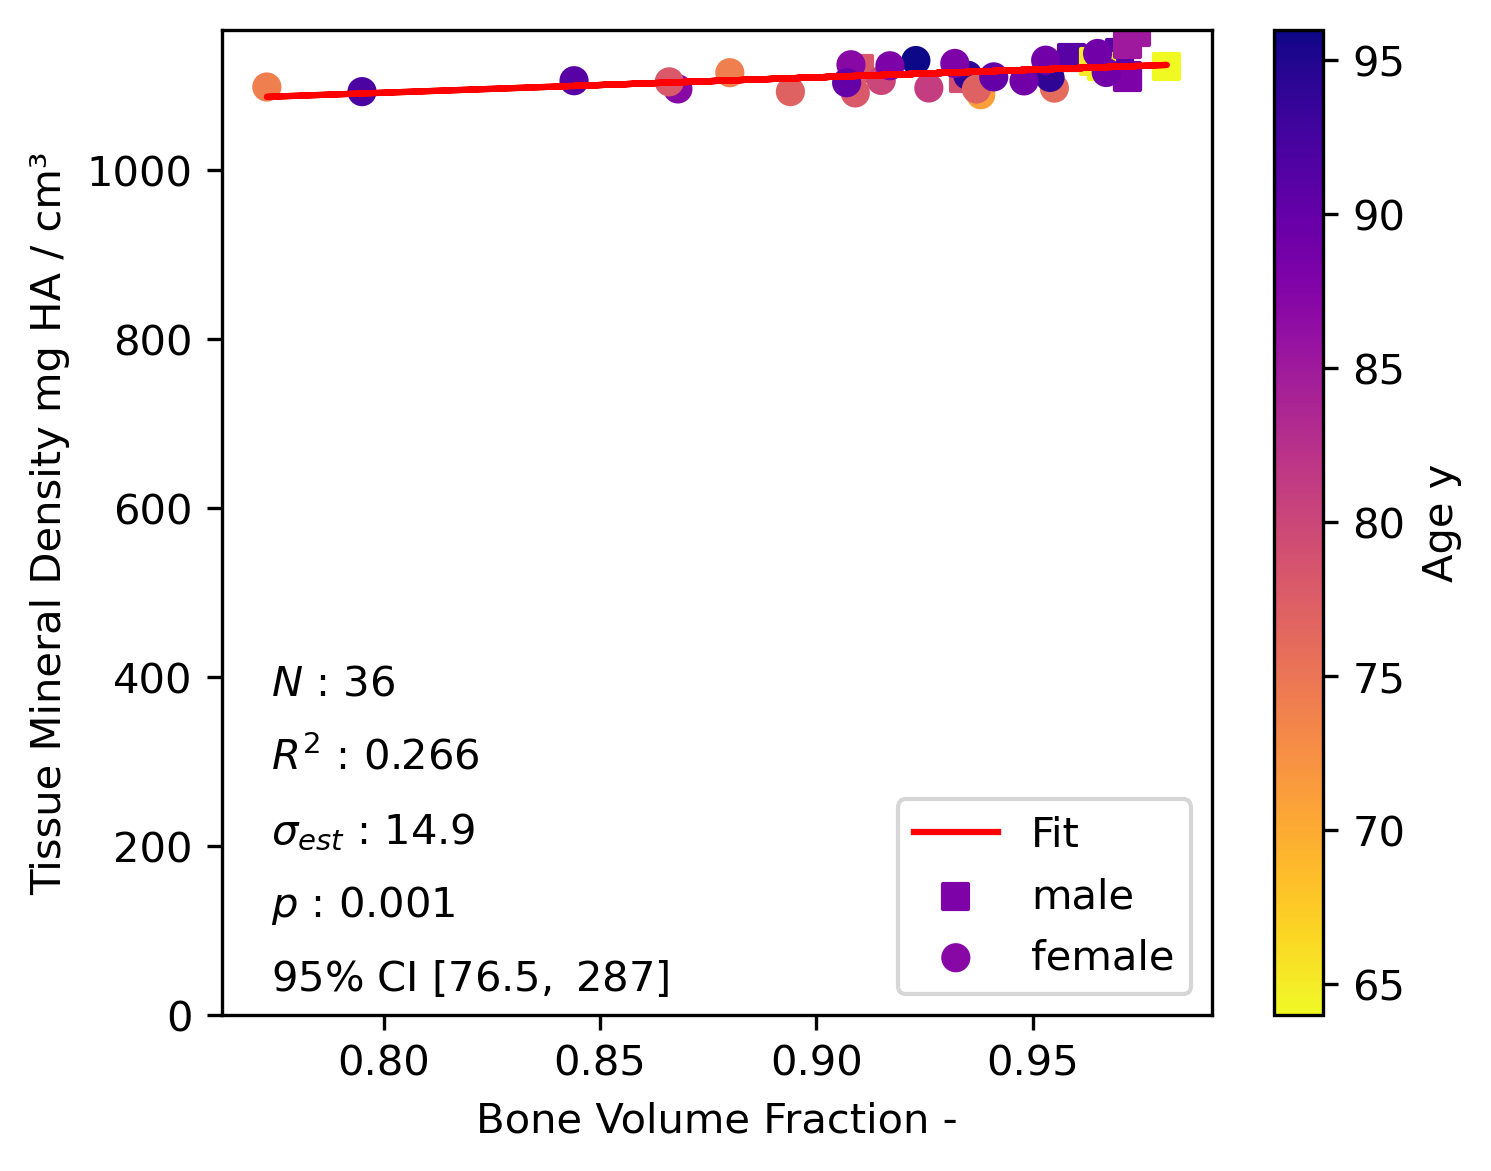 Tissue Mineral Density mg HA / cm³
1000
800
600
400
200
0
N : 36
R² : 0.266
σest : 14.9
p : 0.001
95% CI [76.5, 287]
Fit
male
female
0.80 0.85 0.90 0.95
Bone Volume Fraction -
95
90
85
80
75
70
65
Age y